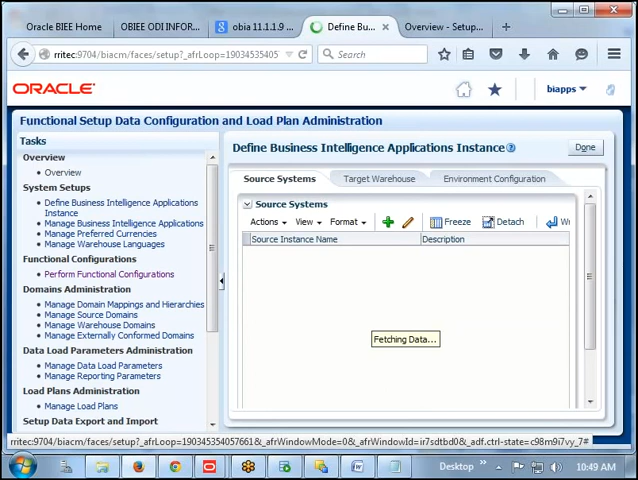 Oracle BIEE Home
OBIEE ODI INFOR...
obia 11.1.1.9 ...
Define Bu...
Overview - Setup...
rritec:9704/biacm/faces/setup?_afrLoop=19034535405
Search
ORACLE
biapps
Functional Setup Data Configuration and Load Plan Administration
Tasks
Overview
Overview
System Setups
Define Business Intelligence Applications
Instance
Manage Business Intelligence Applications
Manage Preferred Currencies
Manage Warehouse Languages
Functional Configurations
Perform Functional Configurations
Domains Administration
Manage Domain Mappings and Hierarchies
Manage Source Domains
Manage Warehouse Domains
Manage Externally Conformed Domains
Data Load Parameters Administration
Manage Data Load Parameters
Manage Reporting Parameters
Load Plans Administration
Manage Load Plans
Setup Data Export and Import
Define Business Intelligence Applications Instance
Done
Source Systems
Target Warehouse
Environment Configuration
Source Systems
Actions
View
Format
Freeze
Detach
Wr
Source Instance Name
Description
Fetching Data...
rritec:9704/biacm/faces/setup?_afrLoop=190345354057661&_afrWindowMode=0&_afrWindowId=ir7sdtbd0&_adf.ctrl-state=c98m9i7vy_7#
Desktop
10:49 AM